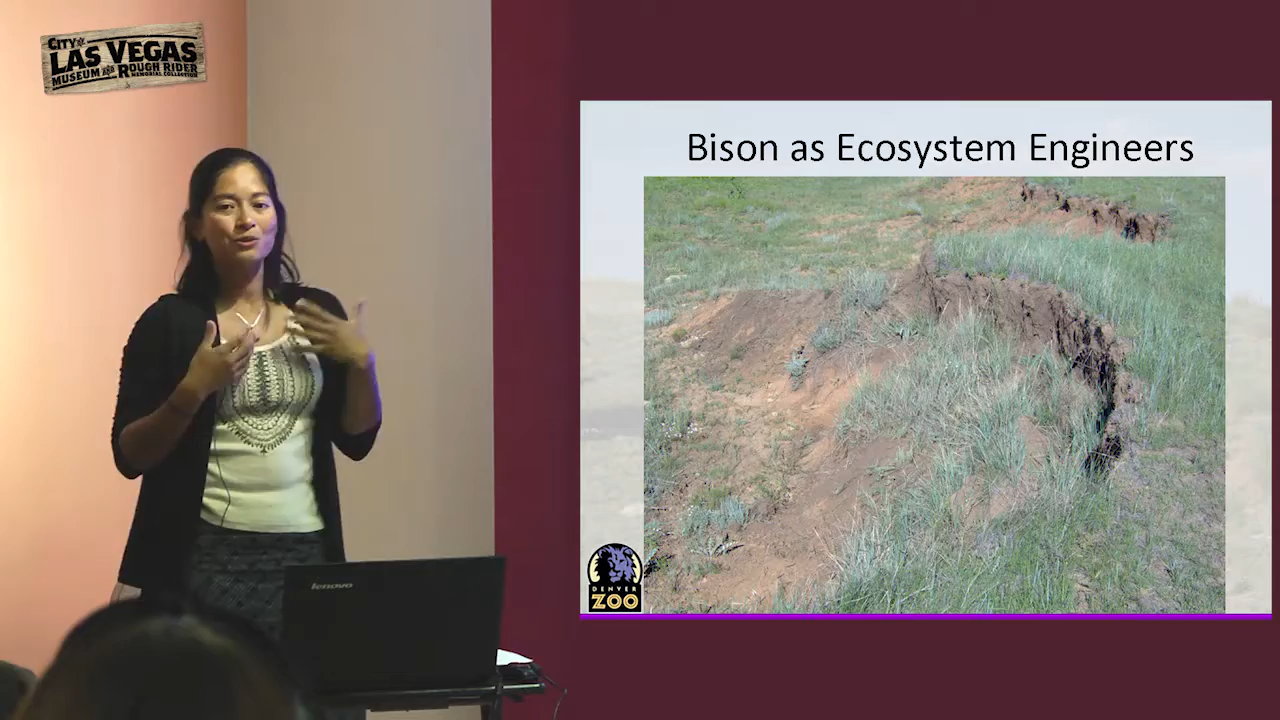 CITY OF
LAS VEGAS
MUSEUM AND ROUGH RIDER
MEMORIAL COLLECTION
Bison as Ecosystem Engineers
DENVER
ZOO
lenovo